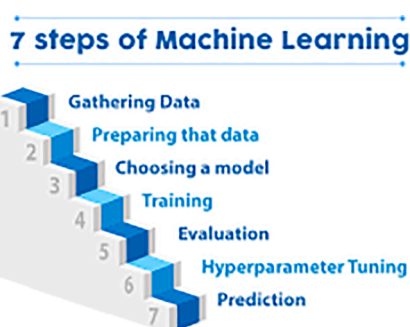 7 steps of Machine Learning
1 Gathering Data
2 Preparing that data
3 Choosing a model
4 Training
5 Evaluation
6 Hyperparameter Tuning
7 Prediction